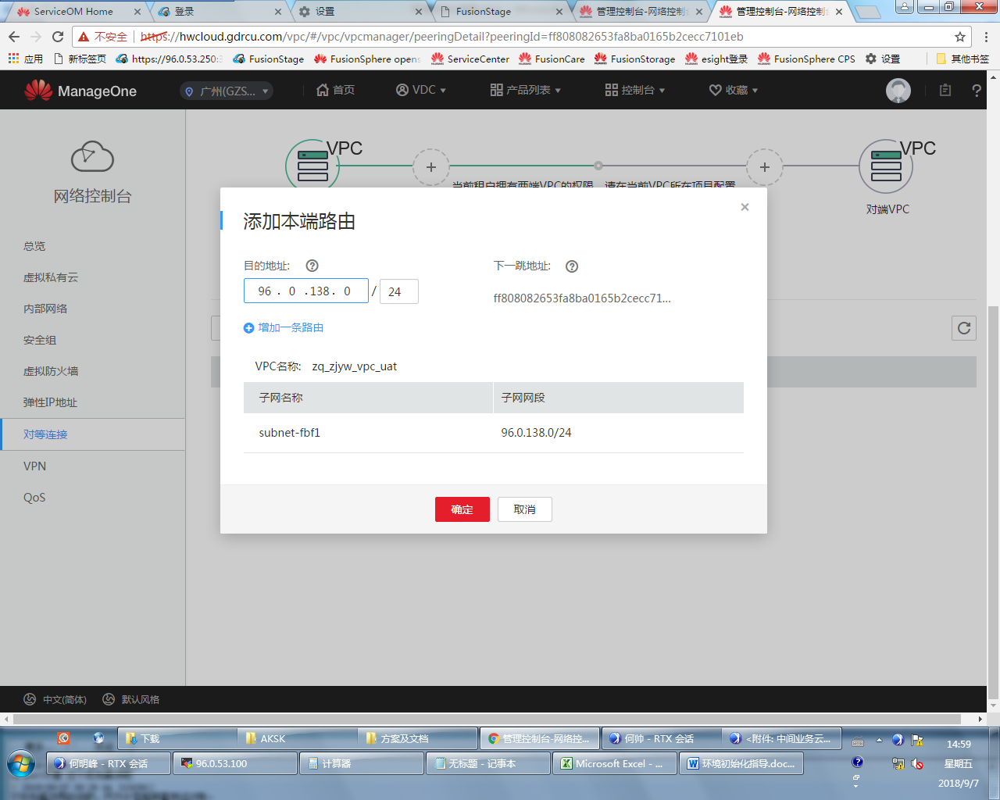 ServiceOM Home
登录
设置
FusionStage
管理控制台-网络控制
管理控制台-网络控制
不安全
https://hwcloud.gdrcu.com/vpc/#/vpc/vpcmanager/peeringDetail?peeringId=ff808082653fa8ba0165b2cecc7101eb
应用
新标签页
https://96.0.53.250:
FusionStage
FusionSphere opens
ServiceCenter
FusionCare
FusionStorage
esight登录
FusionSphere CPS
设置
其他书签
ManageOne
广州(GZS...
首页
VDC
产品列表
控制台
收藏
?
网络控制台
总览
虚拟私有云
内部网络
安全组
虚拟防火墙
弹性IP地址
对等连接
VPN
QoS
VPC
VPC
当前租户拥有两端VPC的权限
请在当前VPC所在项目配置
对端VPC
添加本端路由
×
目的地址:
下一跳地址:
96 . 0 .138. 0 / 24
ff808082653fa8ba0165b2cecc71...
增加一条路由
VPC名称: zq_zjyw_vpc_uat
子网名称 子网网段
subnet-fbf1 96.0.138.0/24
确定
取消
中文(简体)
默认风格
下载
AKSK
方案及文档
管理控制台-网络控...
何帅 - RTX 会话
<附件: 中间业务云...
何明峰 - RTX 会话
96.0.53.100
计算器
无标题 - 记事本
Microsoft Excel - ...
环境初始化指导.doc...
14:59
星期五
2018/9/7